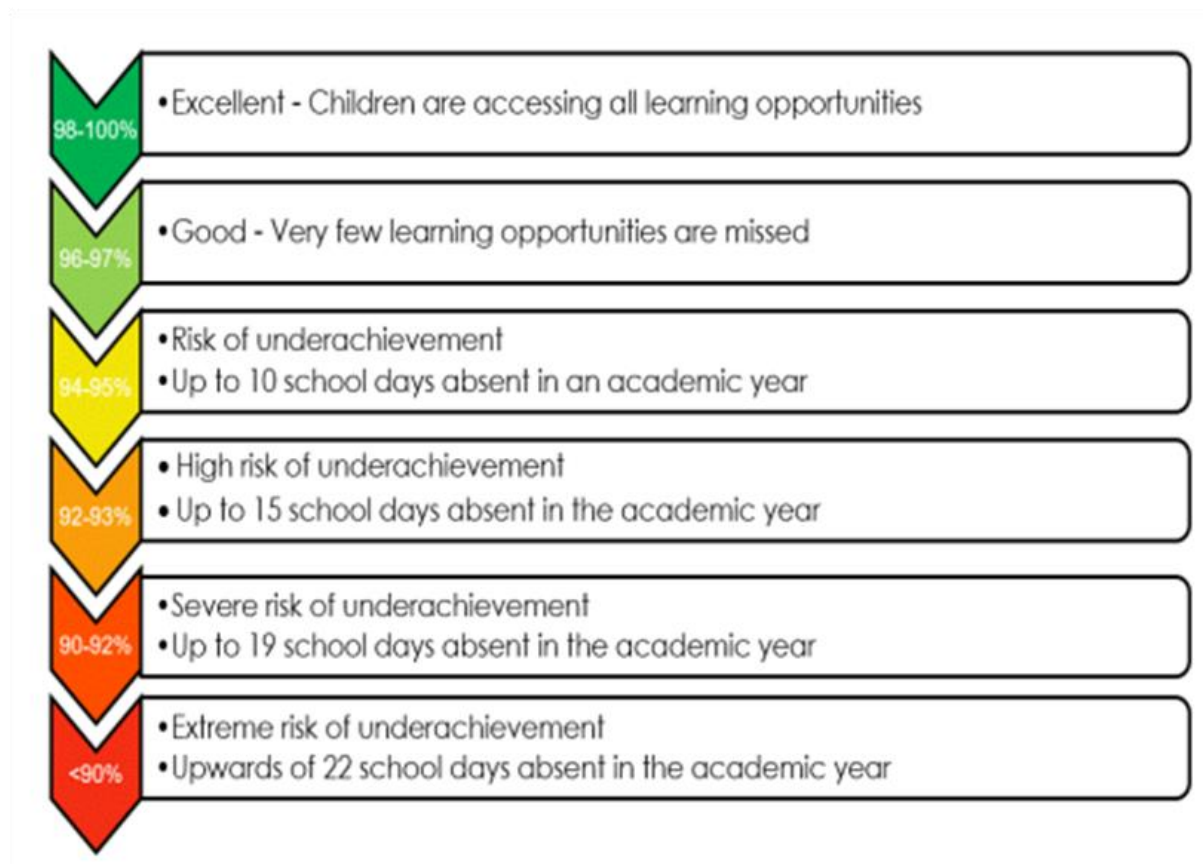 98-100%
•Excellent - Children are accessing all learning opportunities
96-97%
•Good - Very few learning opportunities are missed
94-95%
•Risk of underachievement
•Up to 10 school days absent in an academic year
92-93%
• High risk of underachievement
• Up to 15 school days absent in the academic year
90-92%
•Severe risk of underachievement
•Up to 19 school days absent in the academic year
<90%
•Extreme risk of underachievement
•Upwards of 22 school days absent in the academic year